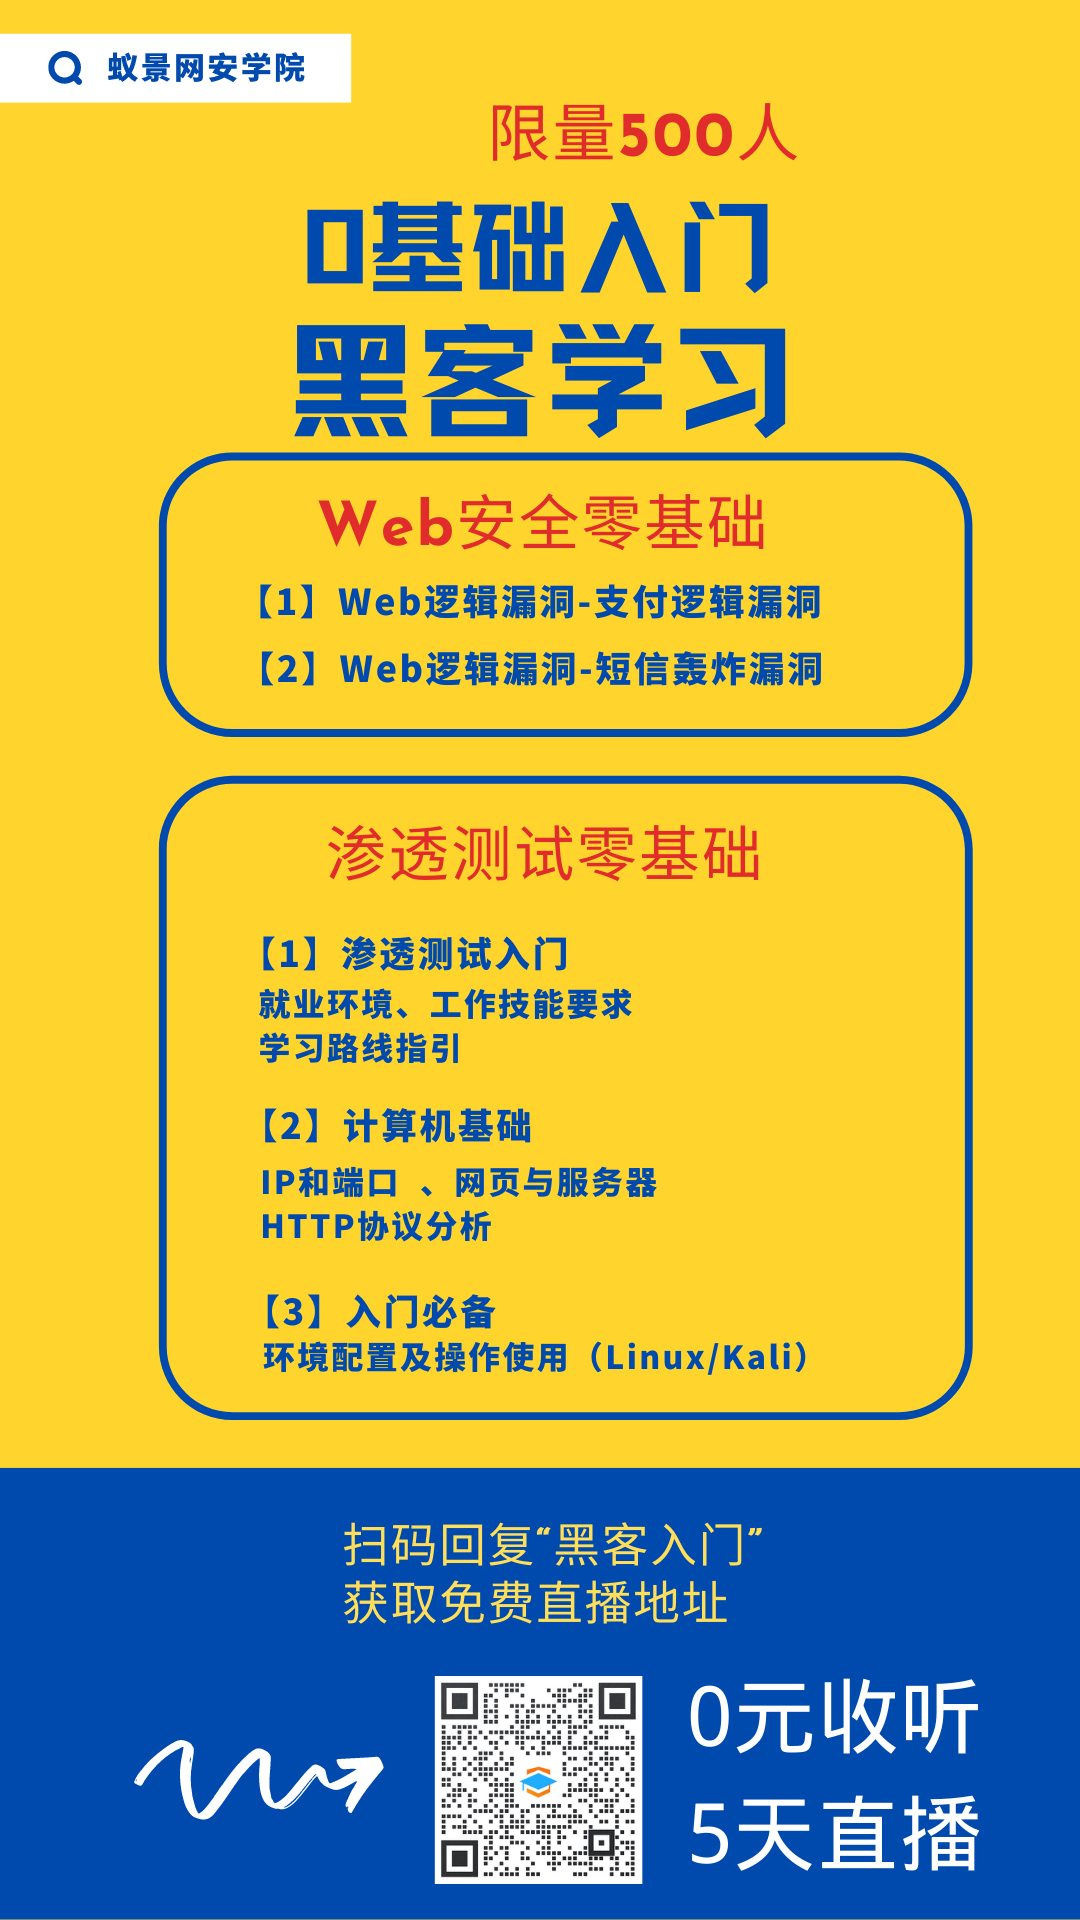 蚁景网安学院
限量500人
0基础入门
黑客学习
Web安全零基础
【1】Web逻辑漏洞-支付逻辑漏洞
【2】Web逻辑漏洞-短信轰炸漏洞
渗透测试零基础
【1】渗透测试入门
就业环境、工作技能要求
学习路线指引
【2】计算机基础
IP和端口 、网页与服务器
HTTP协议分析
【3】入门必备
环境配置及操作使用（Linux/Kali）
扫码回复“黑客入门”
获取免费直播地址
0元收听
5天直播